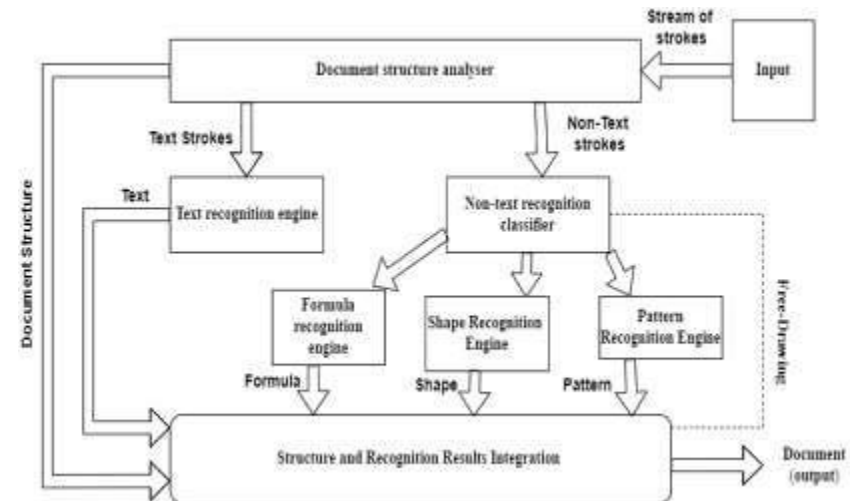 Stream of
strokes
Document structure analyser
Input
Text Strokes
Non-Text
strokes
Text
Text recognition engine
Non-text recognition
classifier
Document Structure
Free-Drawing
Formula
recognition
engine
Shape Recognition
Engine
Pattern
Recognition Engine
Formula
Shape
Pattern
Structure and Recognition Results Integration
Document
(output)